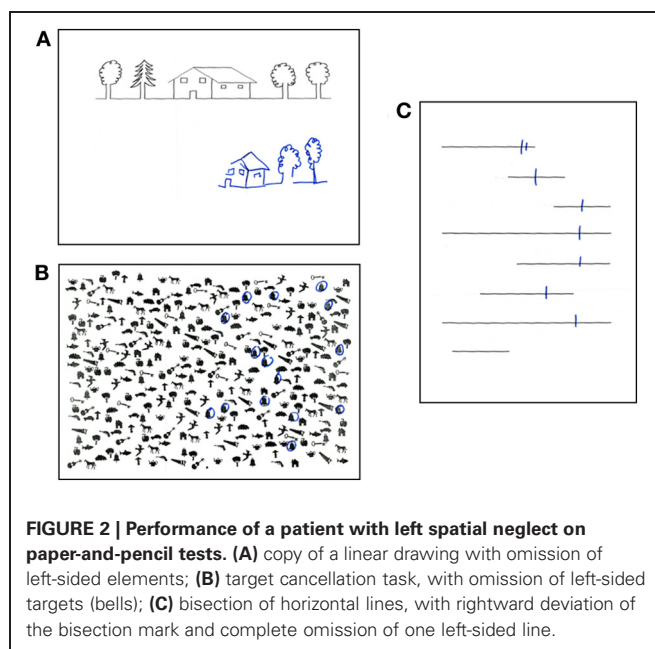 A
C
B
FIGURE 2 | Performance of a patient with left spatial neglect on
paper-and-pencil tests. (A) copy of a linear drawing with omission of
left-sided elements; (B) target cancellation task, with omission of left-sided
targets (bells); (C) bisection of horizontal lines, with rightward deviation of
the bisection mark and complete omission of one left-sided line.